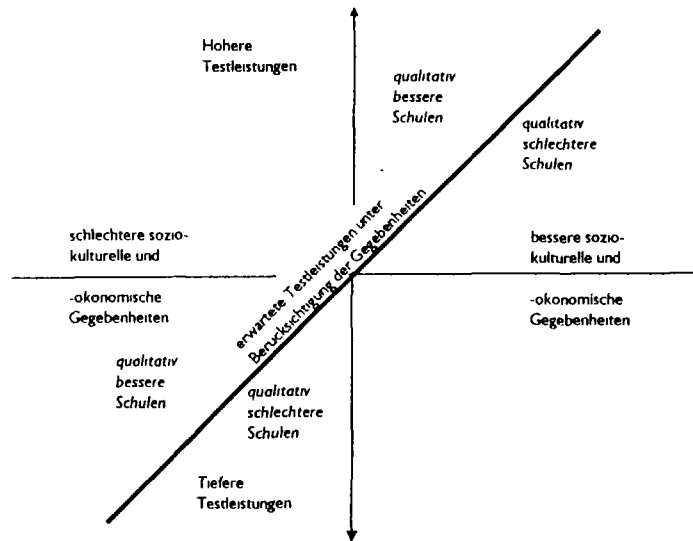 Hohere
Testleistungen
qualitativ
bessere
Schulen
qualitativ
schlechtere
Schulen
erwartete Testleistungen unter
Berucksichtigung der Gegebenheiten
schlechtere sozio-
kulturelle und
bessere sozio-
kulturelle und
-okonomische
Gegebenheiten
-okonomische
Gegebenheiten
qualitativ
bessere
Schulen
qualitativ
schlechtere
Schulen
Tiefere
Testleistungen